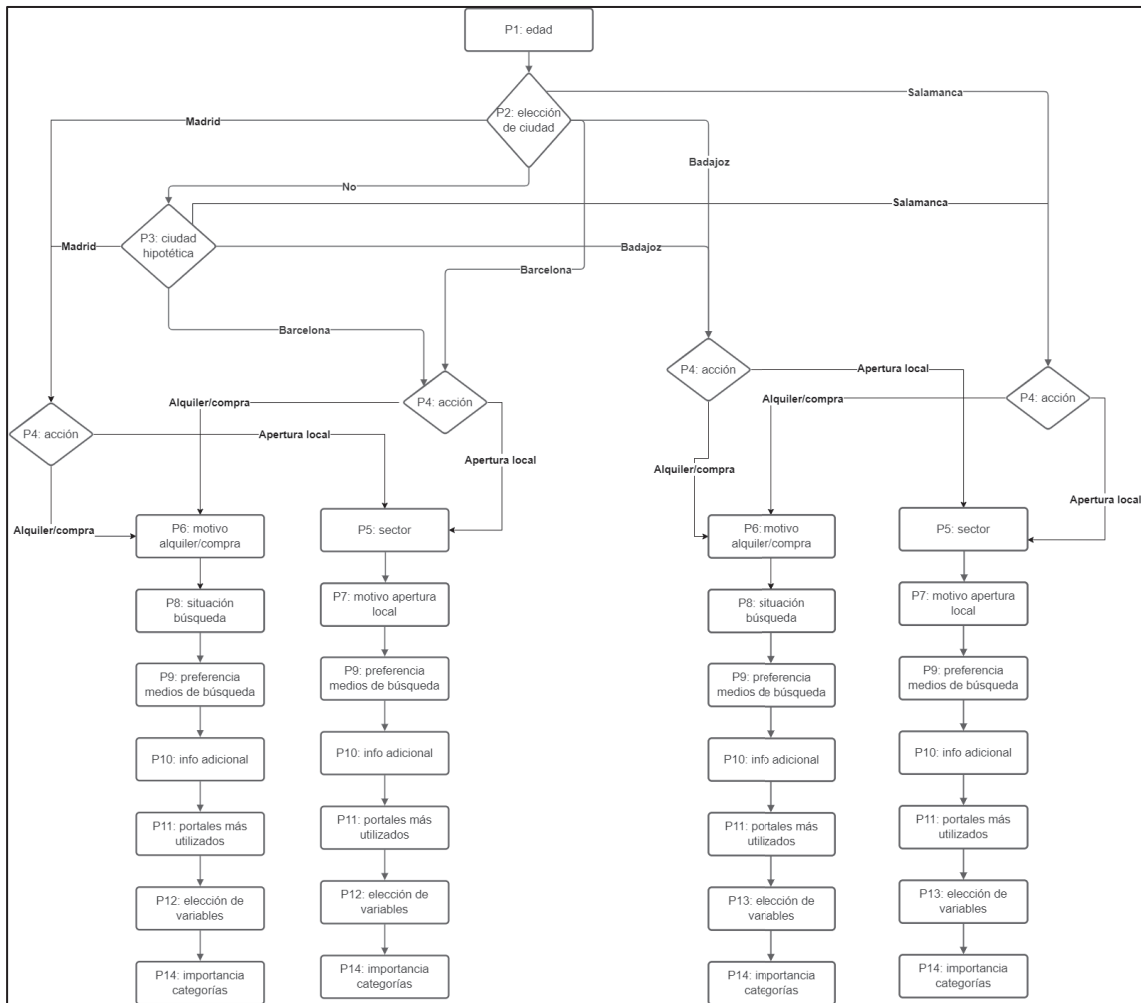 P1: edad
Salamanca
P2: elección
de ciudad
Madrid
Badajoz
No
Salamanca
P3: ciudad
hipotética
Madrid
Badajoz
Barcelona
Barcelona
P4: acción
Apertura local
P4: acción
Alquiler/compra
P4: acción
Alquiler/compra
P4: acción
Apertura local
Apertura local
Alquiler/compra
Apertura local
Alquiler/compra
P6: motivo
alquiler/compra
P5: sector
P6: motivo
alquiler/compra
P5: sector
P8: situación
búsqueda
P7: motivo apertura
local
P8: situación
búsqueda
P7: motivo apertura
local
P9: preferencia
medios de búsqueda
P9: preferencia
medios de búsqueda
P9: preferencia
medios de búsqueda
P9: preferencia
medios de búsqueda
P10: info adicional
P10: info adicional
P10: info adicional
P10: info adicional
P11: portales más
utilizados
P11: portales más
utilizados
P11: portales más
utilizados
P11: portales más
utilizados
P12: elección de
variables
P12: elección de
variables
P13: elección de
variables
P13: elección de
variables
P14: importancia
categorías
P14: importancia
categorías
P14: importancia
categorías
P14: importancia
categorías